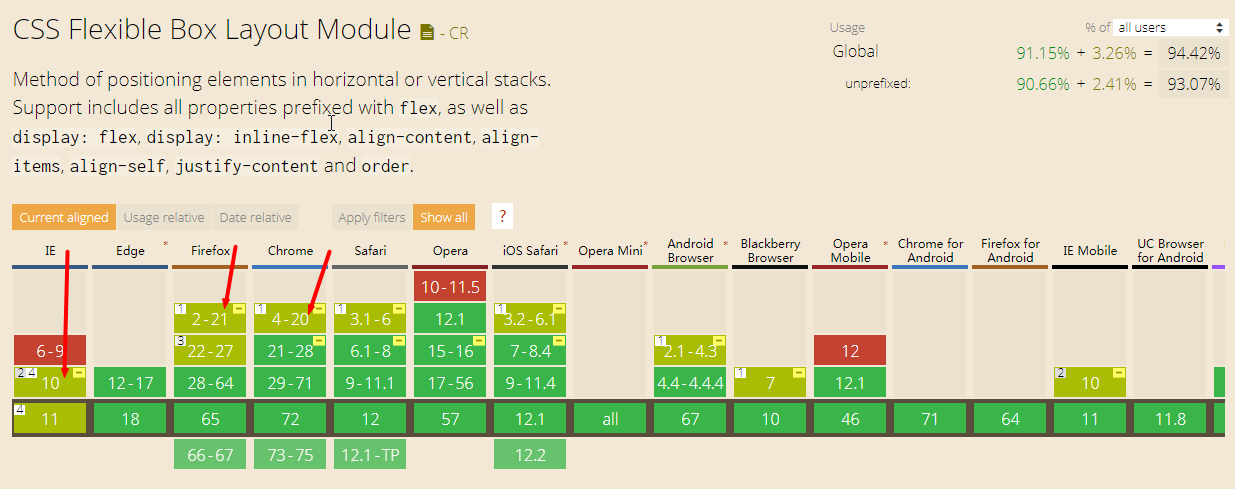 CSS Flexible Box Layout Module - CR
Usage % of all users
Global 91.15% + 3.26% = 94.42%
unprefixed: 90.66% + 2.41% = 93.07%
Method of positioning elements in horizontal or vertical stacks.
Support includes all properties prefixed with flex, as well as
display: flex, display: inline-flex, align-content, align-
items, align-self, justify-content and order.
Current aligned Usage relative Date relative Apply filters Show all ?
IE Edge * Firefox Chrome Safari Opera iOS Safari * Opera Mini * Android Browser * Blackberry Browser Opera Mobile * Chrome for Android Firefox for Android IE Mobile UC Browser for Android
10-11.5
1 2-21 1 4-20 1 3.1-6 12.1 1 3.2-6.1
6-9 3 22-27 21-28 6.1-8 15-16 7-8.4 1 2.1-4.3 12
2 4 10 12-17 28-64 29-71 9-11.1 17-56 9-11.4 4.4-4.4.4 1 7 12.1 2 10
4 11 18 65 72 12 57 12.1 all 67 10 46 71 64 11 11.8
66-67 73-75 12.1-TP 12.2